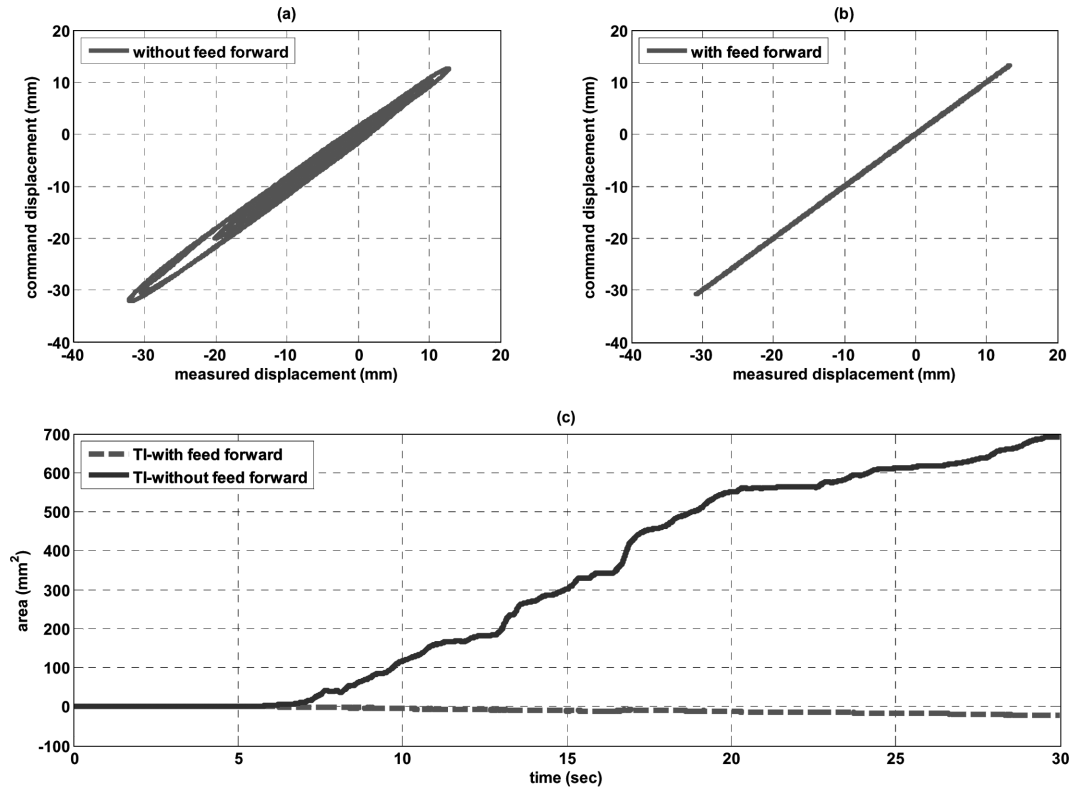 (a)
without feed forward
20
10
0
-10
-20
-30
-40
-40 -30 -20 -10 0 10 20
command displacement (mm)
measured displacement (mm)
(b)
with feed forward
20
10
0
-10
-20
-30
-40
-40 -30 -20 -10 0 10 20
command displacement (mm)
measured displacement (mm)
(c)
TI-with feed forward
TI-without feed forward
700
600
500
400
300
200
100
0
-100
0 5 10 15 20 25 30
area (mm²)
time (sec)